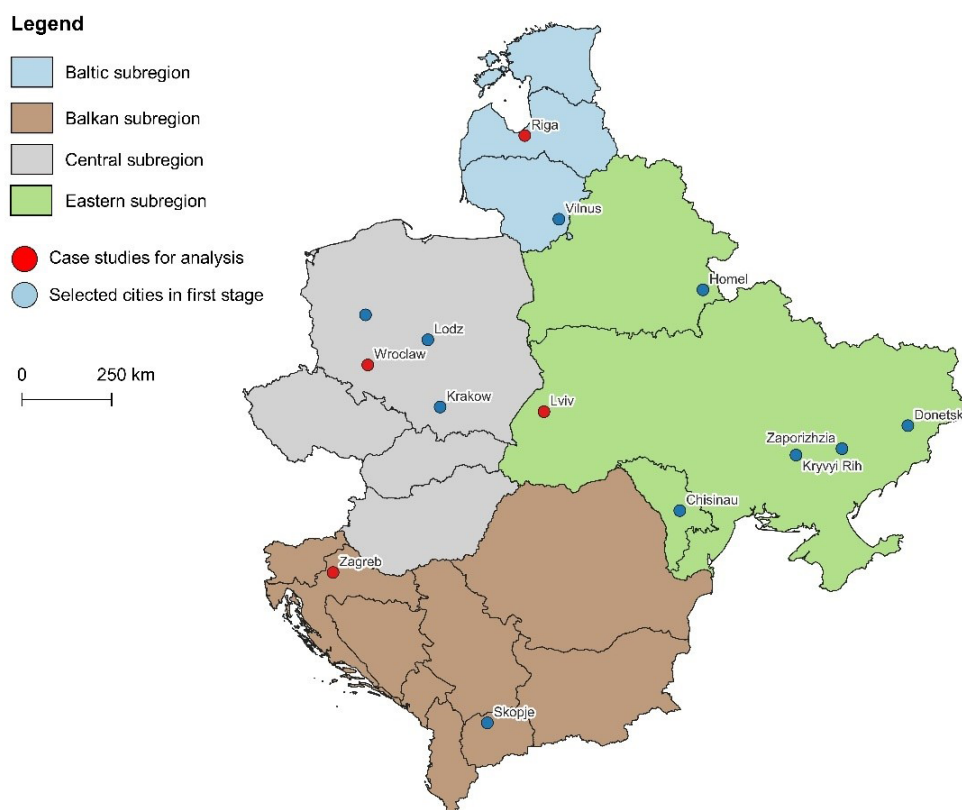 Legend
Baltic subregion
Balkan subregion
Central subregion
Eastern subregion
Case studies for analysis
Selected cities in first stage
0 250 km
Riga
Vilnus
Homel
Lodz
Wroclaw
Krakow
Lviv
Donetsk
Zaporizhzia
Kryvyi Rih
Chisinau
Zagreb
Skopje